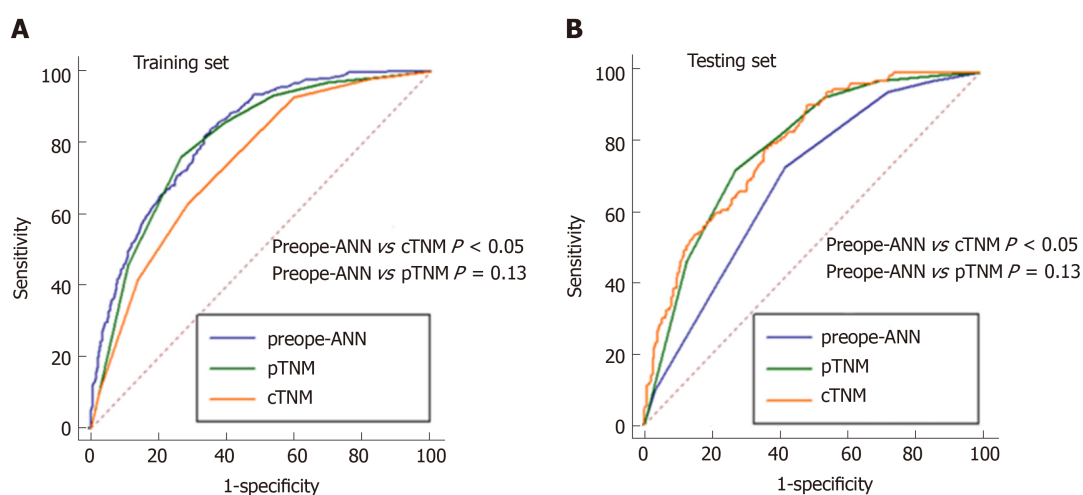 A
Training set
100
80
60
40
20
0
Sensitivity
Preope-ANN vs cTNM P < 0.05
Preope-ANN vs pTNM P = 0.13
preope-ANN
pTNM
cTNM
0 20 40 60 80 100
1-specificity
B
Testing set
100
80
60
40
20
0
Sensitivity
Preope-ANN vs cTNM P < 0.05
Preope-ANN vs pTNM P = 0.13
preope-ANN
pTNM
cTNM
0 20 40 60 80 100
1-specificity